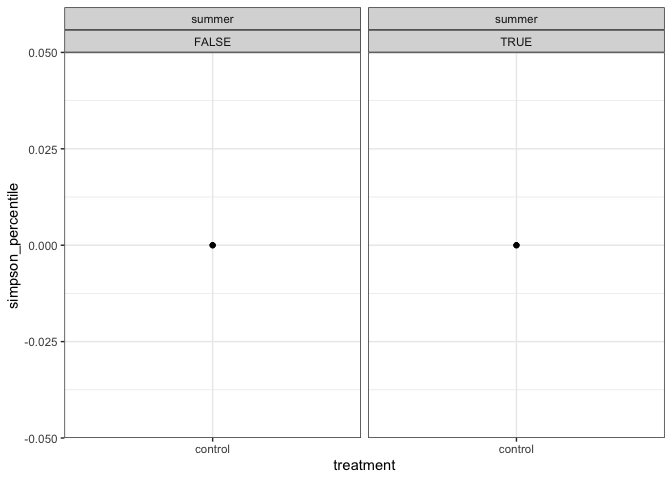 summer summer
FALSE TRUE
0.050
0.025
0.000
-0.025
-0.050
simpson_percentile
control control
treatment